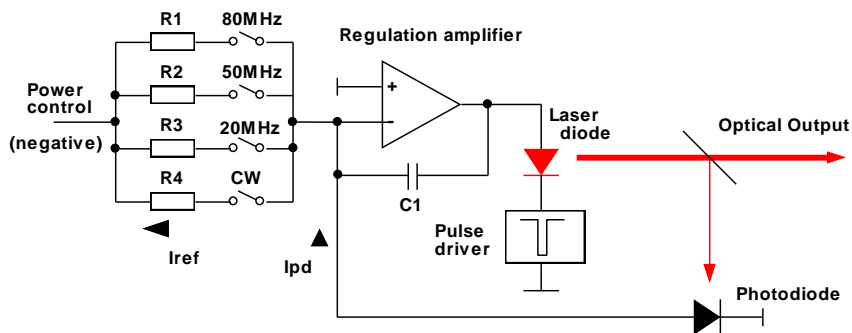 R1
80MHz
R2
50MHz
R3
20MHz
R4
CW
Power
control
(negative)
Iref
Ipd
Regulation amplifier
+
-
C1
Laser
diode
Pulse
driver
Optical Output
Photodiode